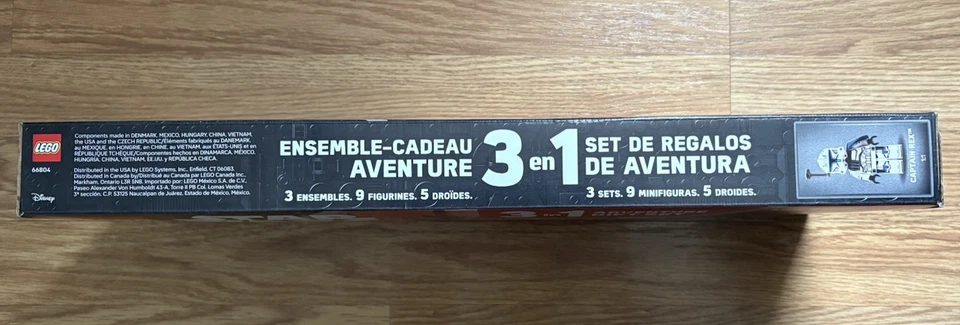 LEGO
66804
Disney
Components made in DENMARK, MEXICO, HUNGARY, CHINA, VIETNAM,
the USA and the CZECH REPUBLIC/Éléments fabriqués au DANEMARK,
au MEXIQUE, en HONGRIE, en CHINE, au VIETNAM, aux ÉTATS-UNIS et en
RÉPUBLIQUE TCHÈQUE/Componentes hechos en DINAMARCA, MÉXICO,
HUNGRÍA, CHINA, VIETNAM, EE.UU. y REPÚBLICA CHECA.
Distributed in the USA by LEGO Systems, Inc., Enfield, CT 06083.
Distributed in Canada by/Distribué au Canada par LEGO Canada Inc.,
Markham, Ontario L3R 5N8. Importado por: LEGO México S.A. de C.V.,
Paseo Alexander Von Humboldt 43-A, Torre II PB Col. Lomas Verdes
3ª sección, C.P. 53125 Naucalpan de Juárez, Estado de México, México.
ENSEMBLE-CADEAU
AVENTURE
3 en 1
SET DE REGALOS
DE AVENTURA
3 ENSEMBLES. 9 FIGURINES. 5 DROÏDES.
3 SETS. 9 MINIFIGURAS. 5 DROIDES.
CAPTAIN REX™
1:1
3 in 1